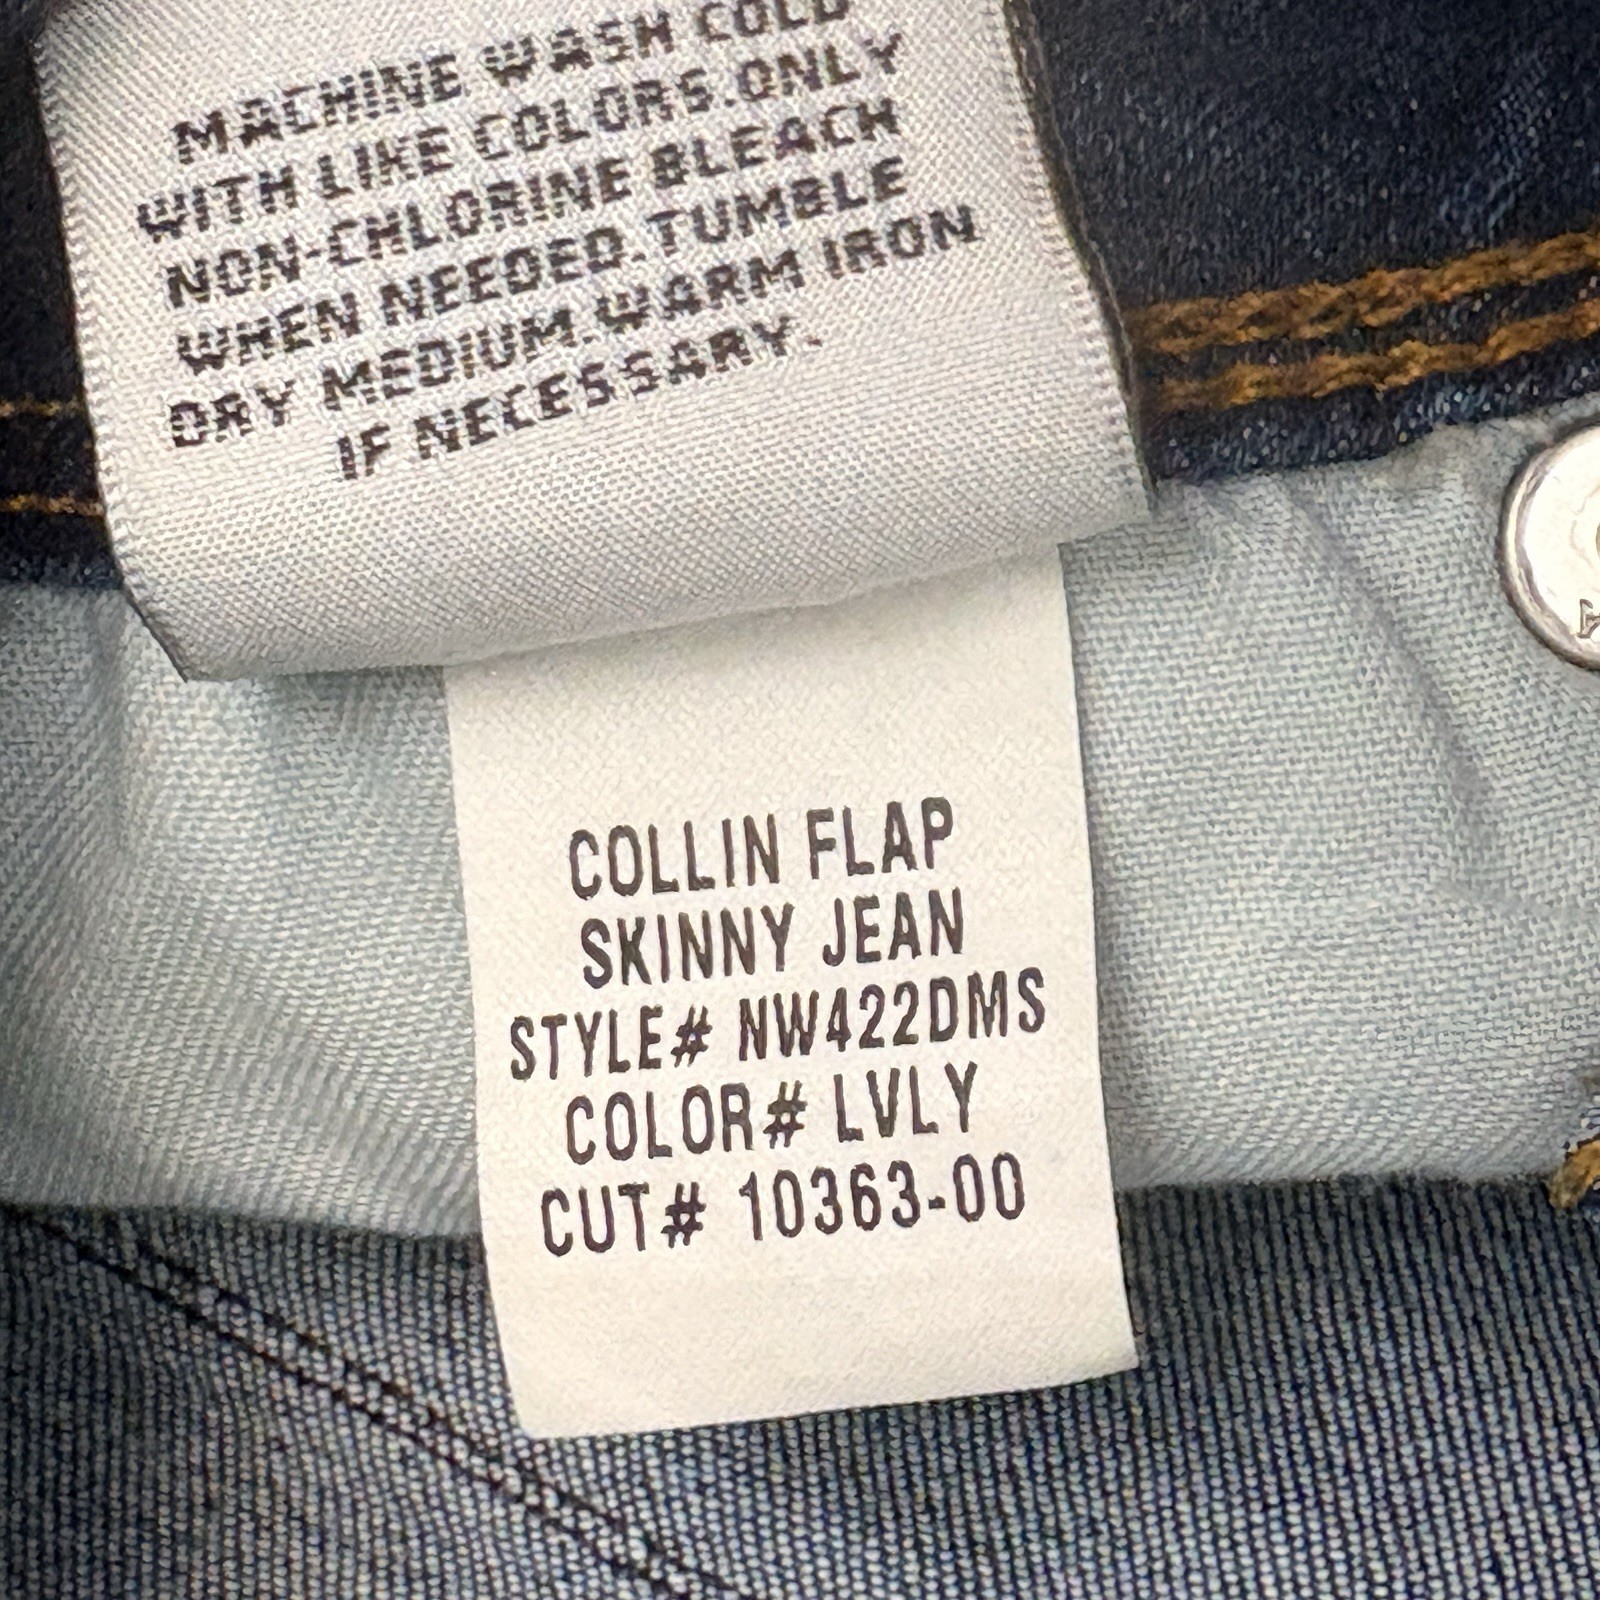 MACHINE WASH COLD
WITH LIKE COLORS.ONLY
NON-CHLORINE BLEACH
WHEN NEEDED.TUMBLE
DRY MEDIUM.WARM IRON
IF NECESSARY.
COLLIN FLAP
SKINNY JEAN
STYLE# NW422DMS
COLOR# LVLY
CUT# 10363-00